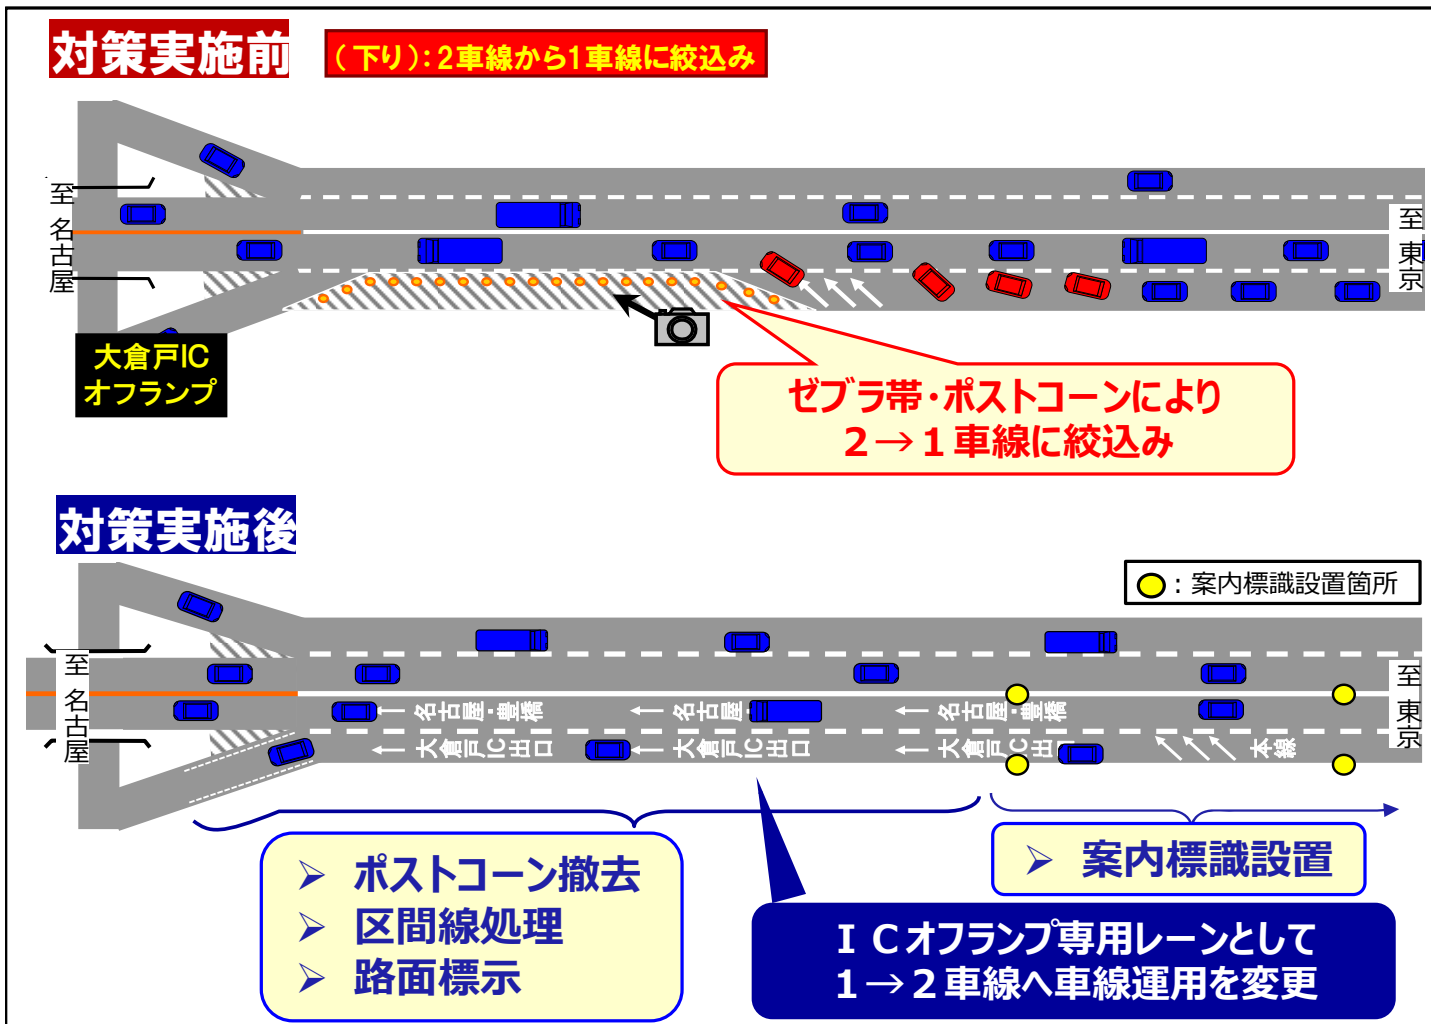 対策実施前
（下り）：２車線から１車線に絞込み
至 名古屋
至 東京
大倉戸IC
オフランプ
ゼブラ帯・ポストコーンにより
２→１車線に絞込み
対策実施後
：案内標識設置箇所
至 名古屋
至 東京
← 名古屋・豊橋
← 名古屋・
← 名古屋・豊橋
← 大倉戸IC出口
← 大倉戸IC出口
← 大倉戸IC出口
本線
➢ ポストコーン撤去
➢ 区間線処理
➢ 路面標示
➢ 案内標識設置
ＩＣオフランプ専用レーンとして
１→２車線へ車線運用を変更